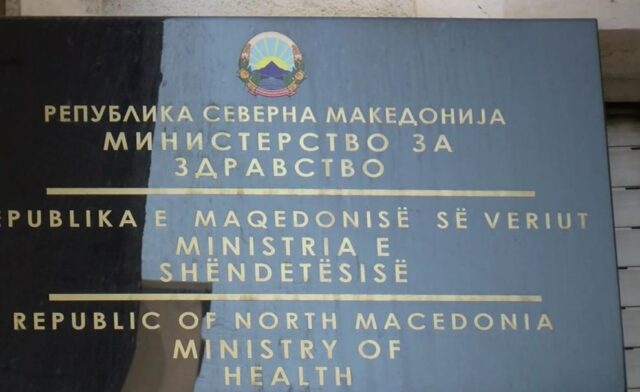 РЕПУБЛИКА СЕВЕРНА МАКЕДОНИЈА
МИНИСТЕРСТВО ЗА
ЗДРАВСТВО
EPUBLIKA E MAQEDONISË SË VERIUT
MINISTRIA E
SHËNDETËSISË
REPUBLIC OF NORTH MACEDONIA
MINISTRY OF
HEALTH